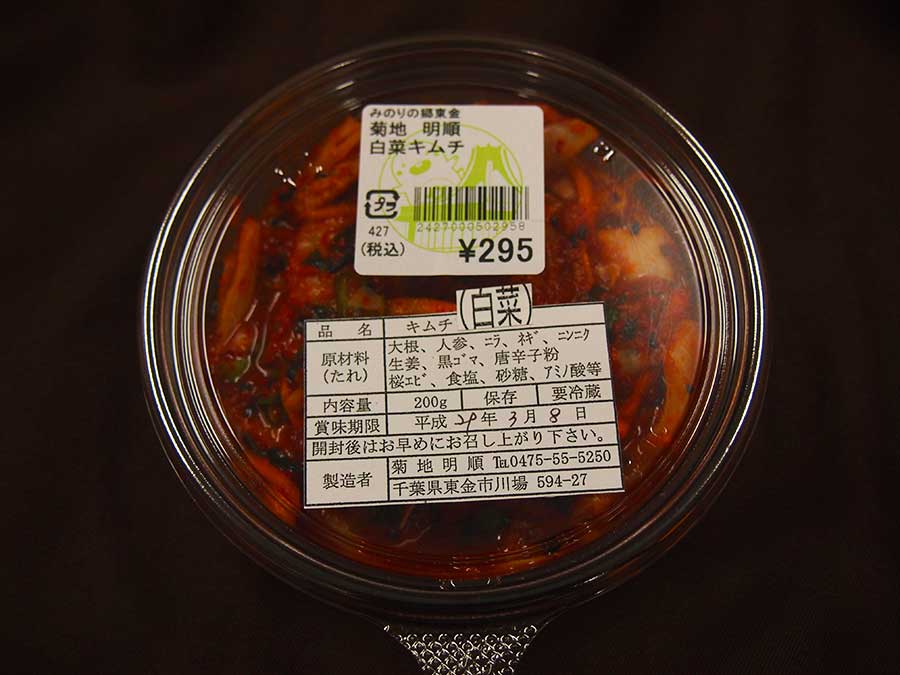 みのりの郷東金
菊地 明順
白菜キムチ
プラ
2427000502958
427
(税込) ¥295
(白菜)
品名 キムチ
原材料(たれ) 大根、人参、ニラ、ネギ、ニンニク
生姜、黒ゴマ、唐辛子粉
桜エビ、食塩、砂糖、アミノ酸等
内容量 200g 保存 要冷蔵
賞味期限 平成29年3月8日
開封後はお早めにお召し上がり下さい。
製造者 菊地明順 ℡0475-55-5250
千葉県東金市川場 594-27